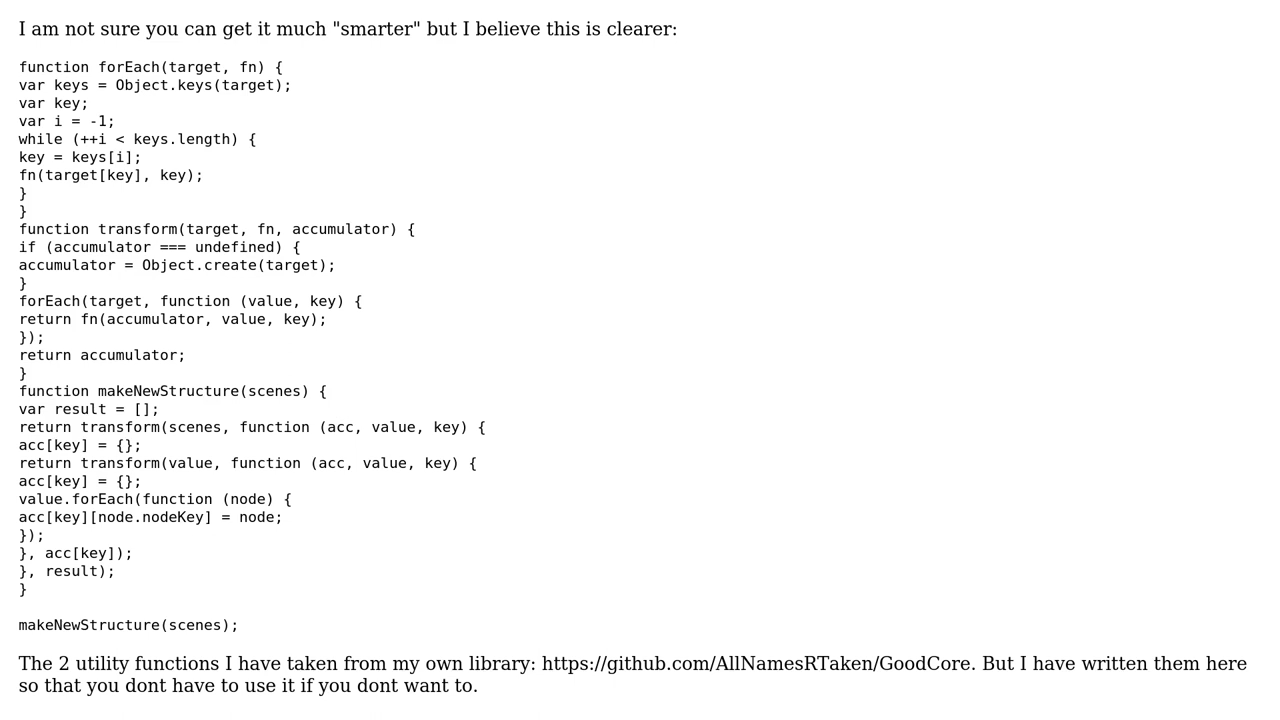 I am not sure you can get it much "smarter" but I believe this is clearer:
function forEach(target, fn) {
var keys = Object.keys(target);
var key;
var i = -1;
while (++i < keys.length) {
key = keys[i];
fn(target[key], key);
}
}
function transform(target, fn, accumulator) {
if (accumulator === undefined) {
accumulator = Object.create(target);
}
forEach(target, function (value, key) {
return fn(accumulator, value, key);
});
return accumulator;
}
function makeNewStructure(scenes) {
var result = [];
return transform(scenes, function (acc, value, key) {
acc[key] = {};
return transform(value, function (acc, value, key) {
acc[key] = {};
value.forEach(function (node) {
acc[key][node.nodeKey] = node;
});
}, acc[key]);
}, result);
}
makeNewStructure(scenes);
The 2 utility functions I have taken from my own library: https://github.com/AllNamesRTaken/GoodCore. But I have written them here
so that you dont have to use it if you dont want to.